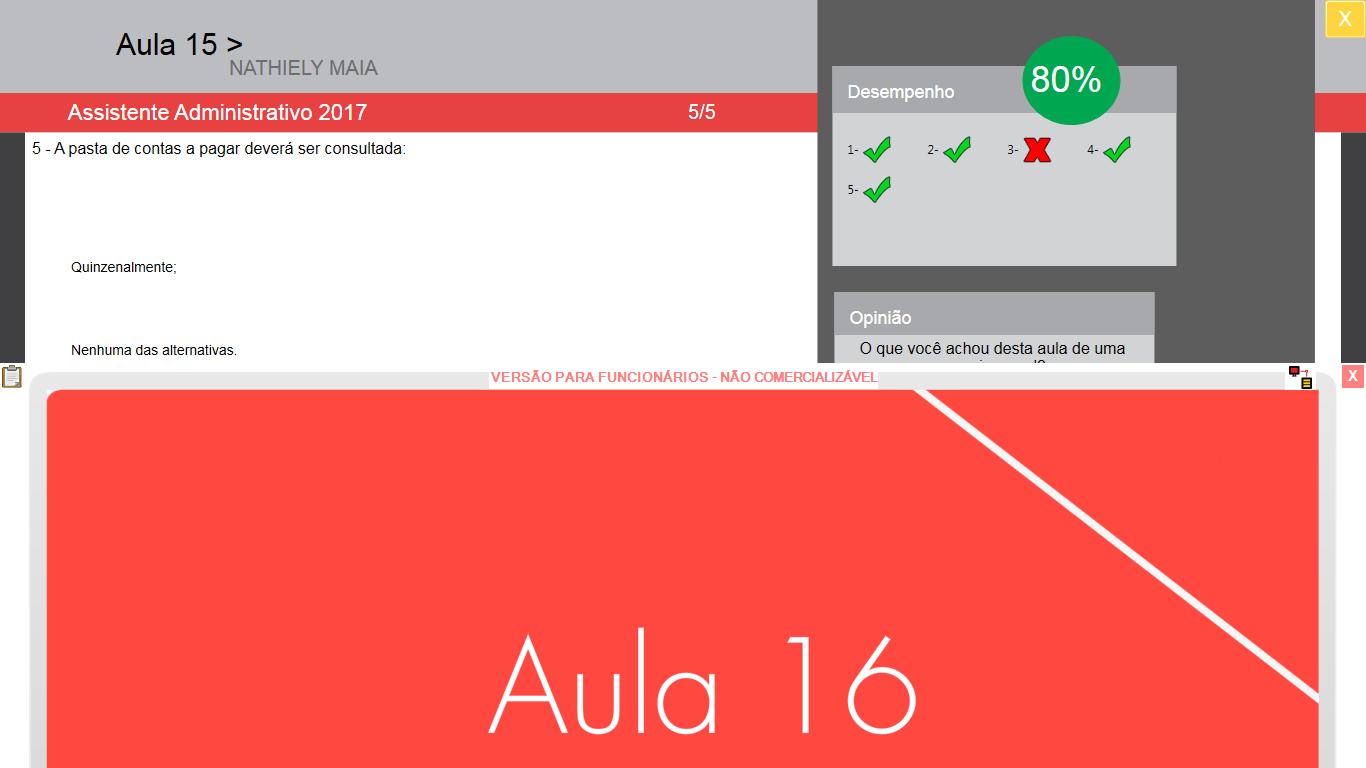 Aula 15 >
NATHIELY MAIA
X
Assistente Administrativo 2017
5/5
5 - A pasta de contas a pagar deverá ser consultada:
Quinzenalmente;
Nenhuma das alternativas.
80%
Desempenho
1-
2-
3-
4-
5-
Opinião
O que você achou desta aula de uma
VERSÃO PARA FUNCIONÁRIOS - NÃO COMERCIALIZÁVEL
X
Aula 16